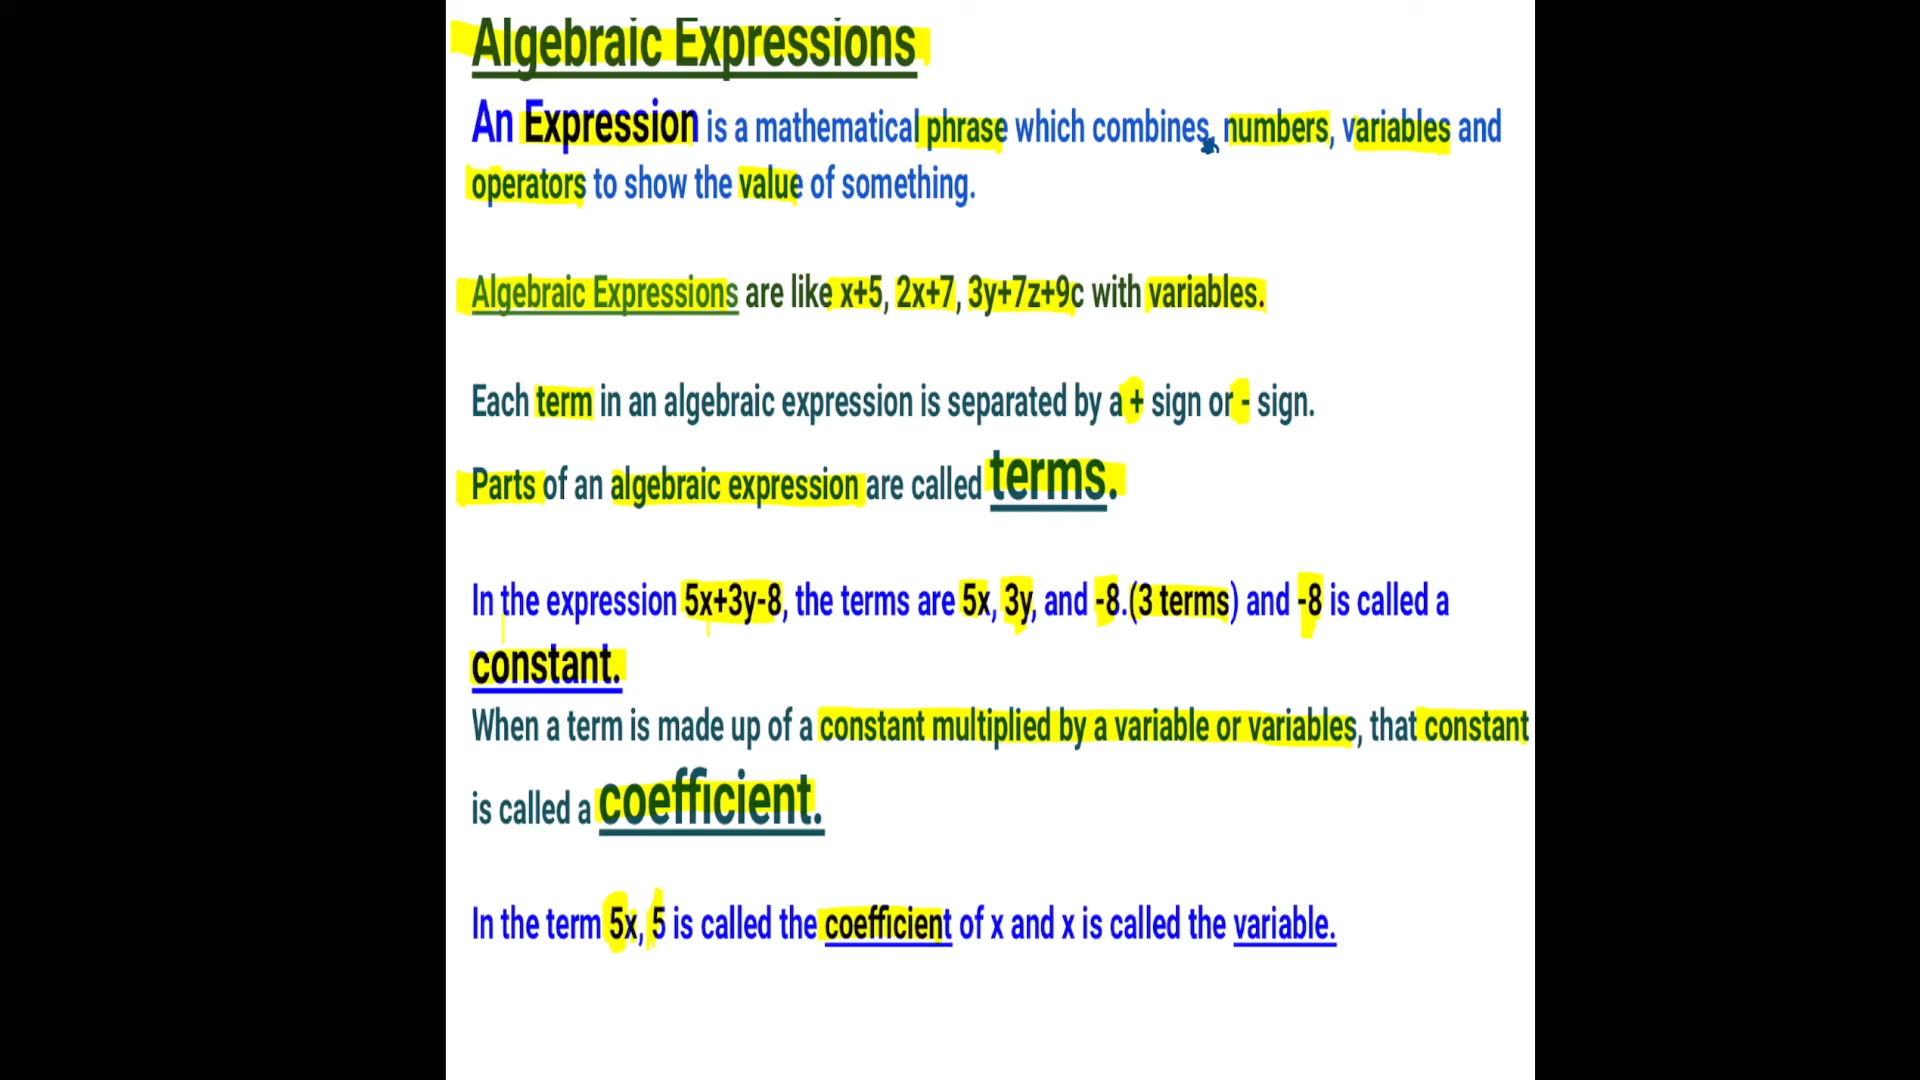 Algebraic Expressions
An Expression is a mathematical phrase which combines, numbers, variables and
operators to show the value of something.
Algebraic Expressions are like x+5, 2x+7, 3y+7z+9c with variables.
Each term in an algebraic expression is separated by a + sign or - sign.
Parts of an algebraic expression are called terms.
In the expression 5x+3y-8, the terms are 5x, 3y, and -8.(3 terms) and -8 is called a
constant.
When a term is made up of a constant multiplied by a variable or variables, that constant
is called a coefficient.
In the term 5x, 5 is called the coefficient of x and x is called the variable.